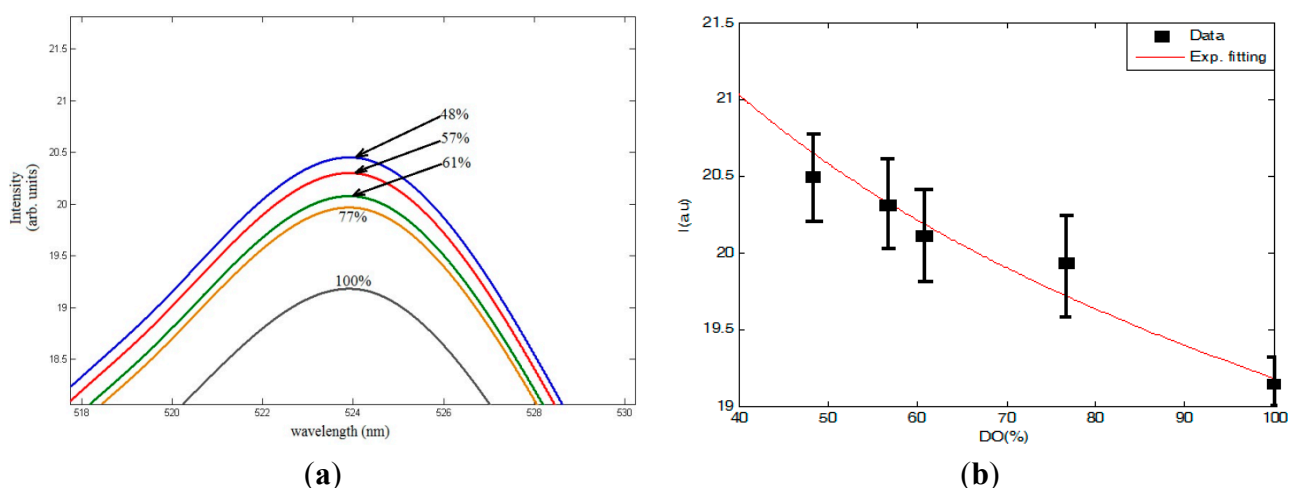 21.5
21
20.5
20
19.5
19
18.5
518 520 522 524 526 528 530
Intensity
(arb. units)
wavelength (nm)
48%
57%
61%
77%
100%
(a)
21.5
21
20.5
20
19.5
19
40 50 60 70 80 90 100
I(a.u)
DO(%)
Data
Exp. fitting
(b)